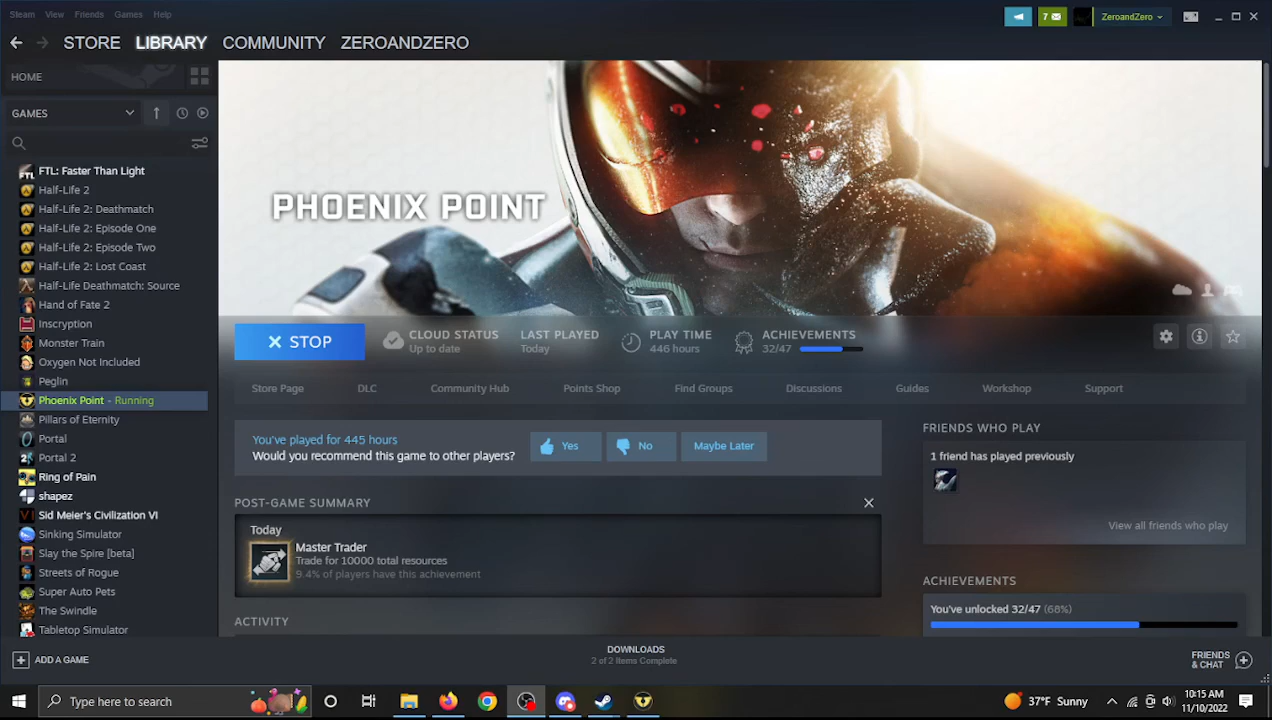 Steam View Friends Games Help
7 ZeroandZero
STORE LIBRARY COMMUNITY ZEROANDZERO
HOME
GAMES
FTL: Faster Than Light
Half-Life 2
Half-Life 2: Deathmatch
Half-Life 2: Episode One
Half-Life 2: Episode Two
Half-Life 2: Lost Coast
Half-Life Deathmatch: Source
Hand of Fate 2
Inscryption
Monster Train
Oxygen Not Included
Peglin
Phoenix Point - Running
Pillars of Eternity
Portal
Portal 2
Ring of Pain
shapez
Sid Meier's Civilization VI
Sinking Simulator
Slay the Spire [beta]
Streets of Rogue
Super Auto Pets
The Swindle
Tabletop Simulator
PHOENIX POINT
STOP
CLOUD STATUS
Up to date
LAST PLAYED
Today
PLAY TIME
446 hours
ACHIEVEMENTS
32/47
Store Page DLC Community Hub Points Shop Find Groups Discussions Guides Workshop Support
You've played for 445 hours
Would you recommend this game to other players?
Yes No Maybe Later
POST-GAME SUMMARY
Today
Master Trader
Trade for 10000 total resources
9.4% of players have this achievement
ACTIVITY
FRIENDS WHO PLAY
1 friend has played previously
View all friends who play
ACHIEVEMENTS
You've unlocked 32/47 (68%)
ADD A GAME
DOWNLOADS
2 of 2 Items Complete
FRIENDS
& CHAT
Type here to search
37°F Sunny
10:15 AM
11/10/2022